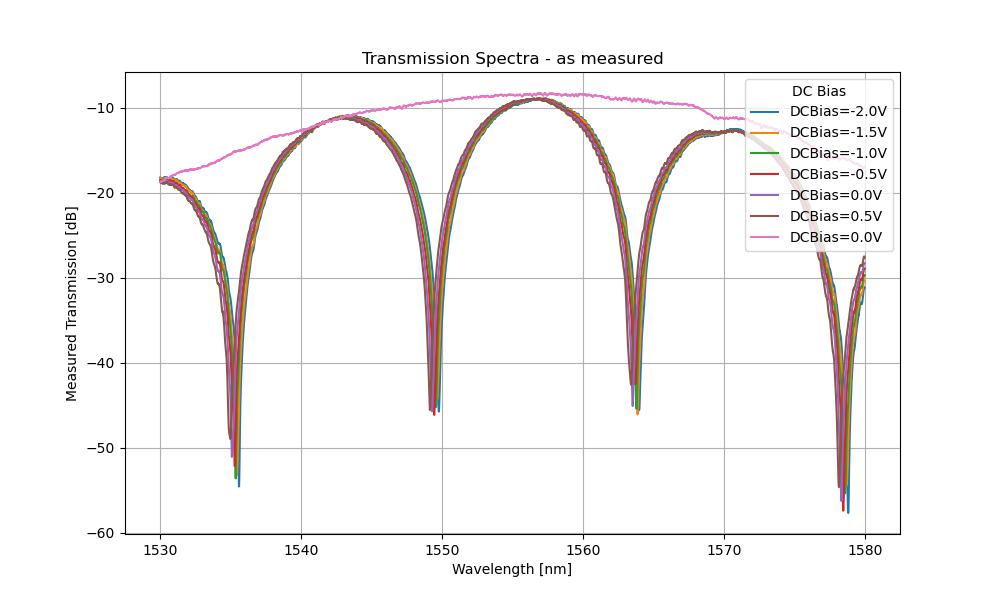 Transmission Spectra - as measured
DC Bias
DCBias=-2.0V
DCBias=-1.5V
DCBias=-1.0V
DCBias=-0.5V
DCBias=0.0V
DCBias=0.5V
DCBias=0.0V
Measured Transmission [dB]
−10
−20
−30
−40
−50
−60
1530 1540 1550 1560 1570 1580
Wavelength [nm]